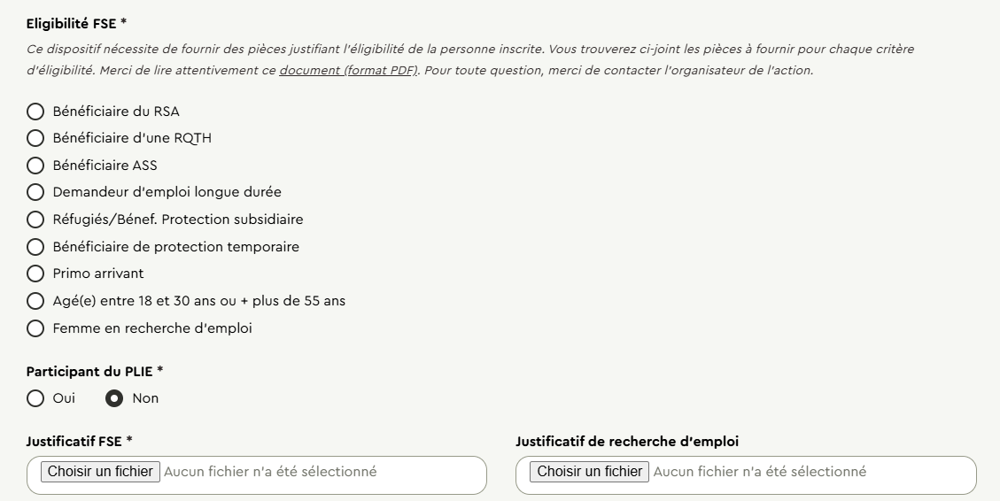 Eligibilité FSE *
Ce dispositif nécessite de fournir des pièces justifiant l'éligibilité de la personne inscrite. Vous trouverez ci-joint les pièces à fournir pour chaque critère
d'éligibilité. Merci de lire attentivement ce document (format PDF). Pour toute question, merci de contacter l'organisateur de l'action.
Bénéficiaire du RSA
Bénéficiaire d'une RQTH
Bénéficiaire ASS
Demandeur d'emploi longue durée
Réfugiés/Bénef. Protection subsidiaire
Bénéficiaire de protection temporaire
Primo arrivant
Agé(e) entre 18 et 30 ans ou + plus de 55 ans
Femme en recherche d'emploi
Participant du PLIE *
Oui Non
Justificatif FSE * Justificatif de recherche d'emploi
Choisir un fichier Aucun fichier n'a été sélectionné Choisir un fichier Aucun fichier n'a été sélectionné